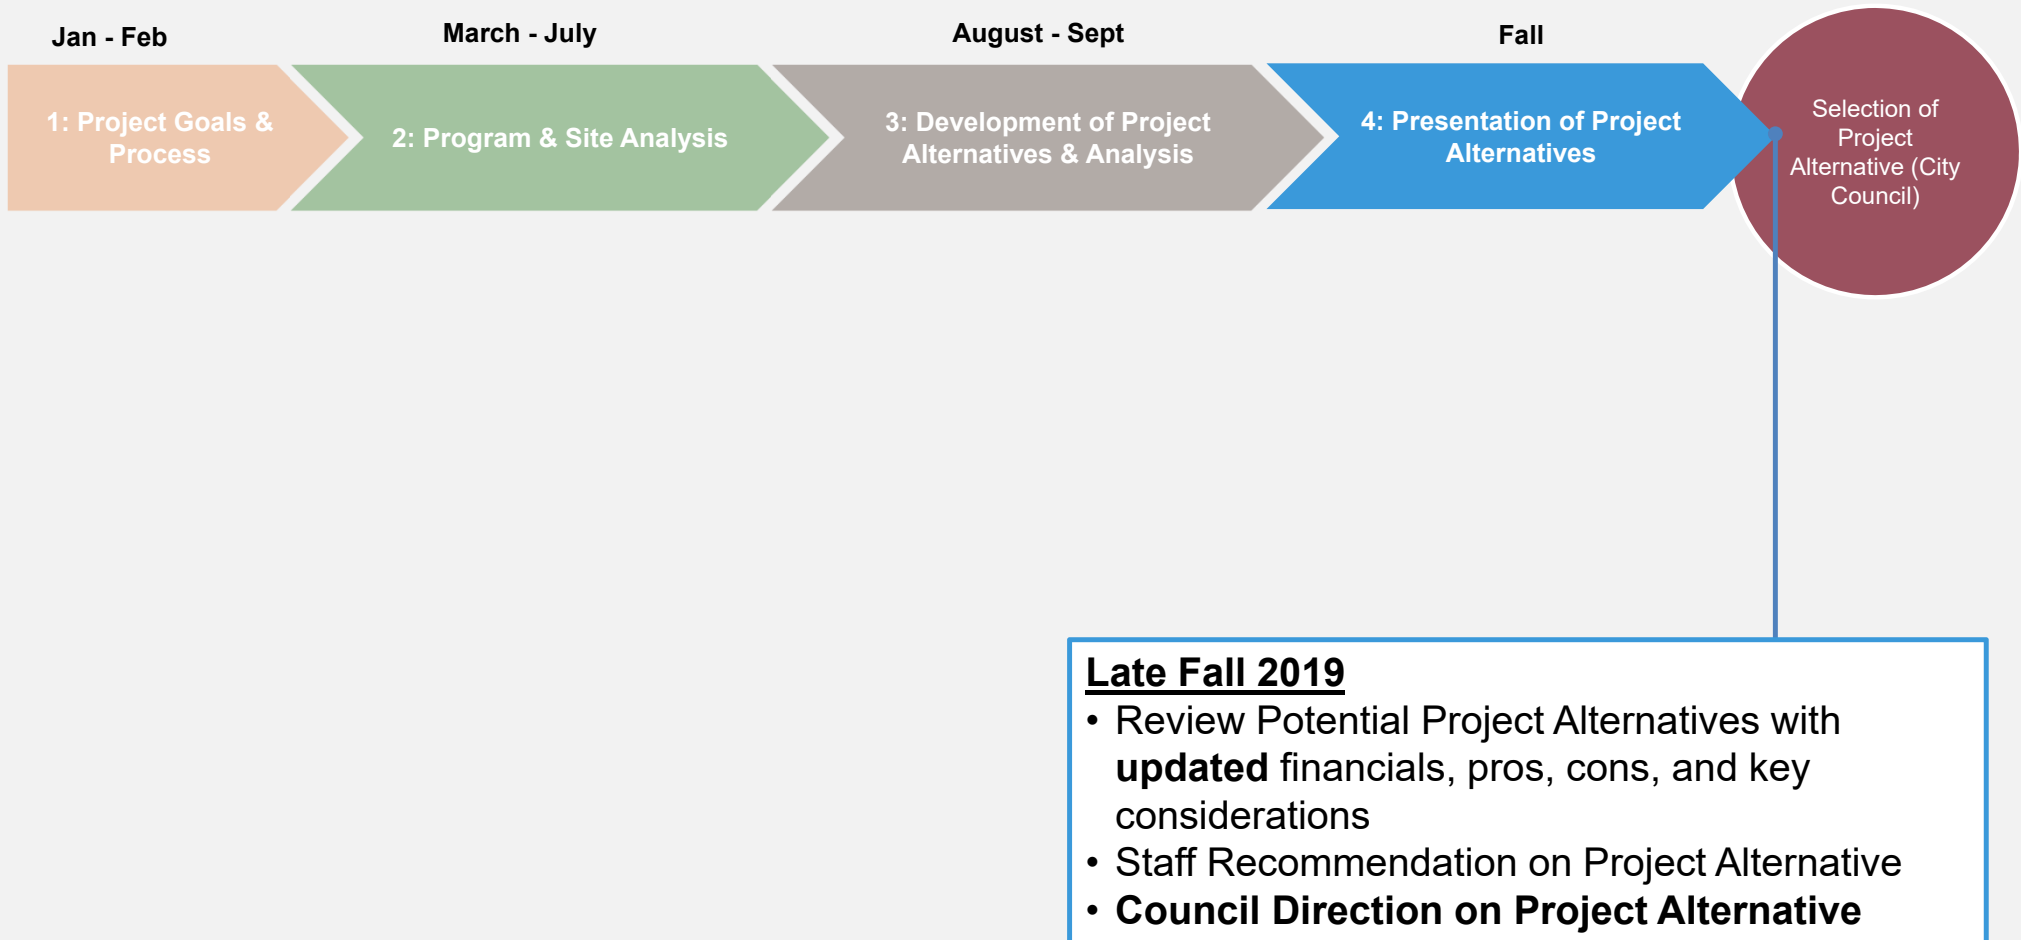 Jan - Feb
March - July
August - Sept
Fall
1: Project Goals &
Process
2: Program & Site Analysis
3: Development of Project
Alternatives & Analysis
4: Presentation of Project
Alternatives
Selection of
Project
Alternative (City
Council)
Late Fall 2019
• Review Potential Project Alternatives with
updated financials, pros, cons, and key
considerations
• Staff Recommendation on Project Alternative
• Council Direction on Project Alternative